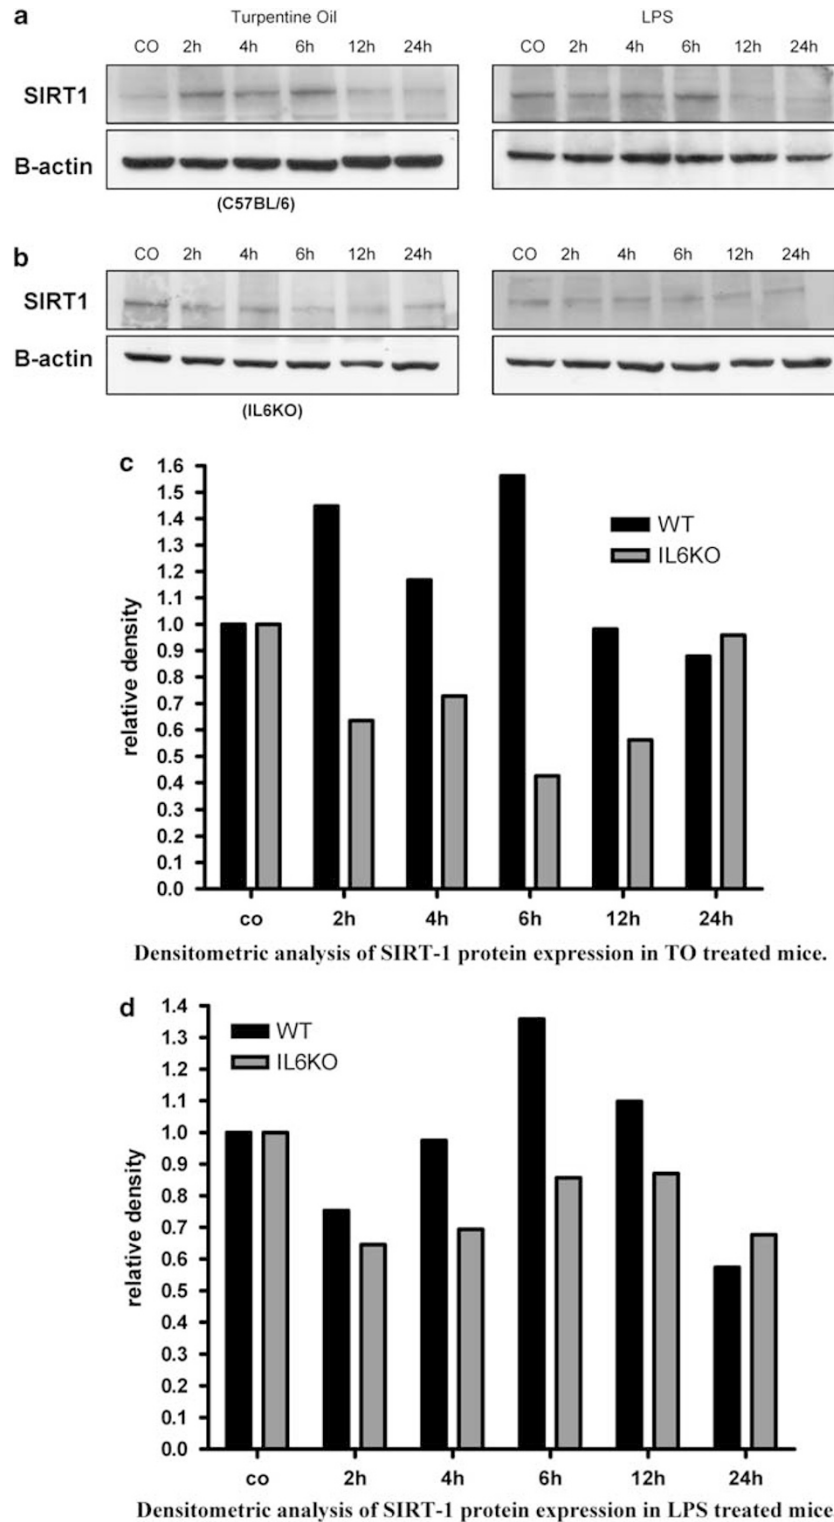 a
Turpentine Oil LPS
CO 2h 4h 6h 12h 24h CO 2h 4h 6h 12h 24h
SIRT1
B-actin
(C57BL/6)
b
CO 2h 4h 6h 12h 24h CO 2h 4h 6h 12h 24h
SIRT1
B-actin
(IL6KO)
c
1.6
1.5
1.4
1.3
1.2
1.1
1.0
0.9
0.8
0.7
0.6
0.5
0.4
0.3
0.2
0.1
0.0
relative density
WT
IL6KO
co 2h 4h 6h 12h 24h
Densitometric analysis of SIRT-1 protein expression in TO treated mice.
d
1.4
1.3
1.2
1.1
1.0
0.9
0.8
0.7
0.6
0.5
0.4
0.3
0.2
0.1
0.0
relative density
WT
IL6KO
co 2h 4h 6h 12h 24h
Densitometric analysis of SIRT-1 protein expression in LPS treated mice